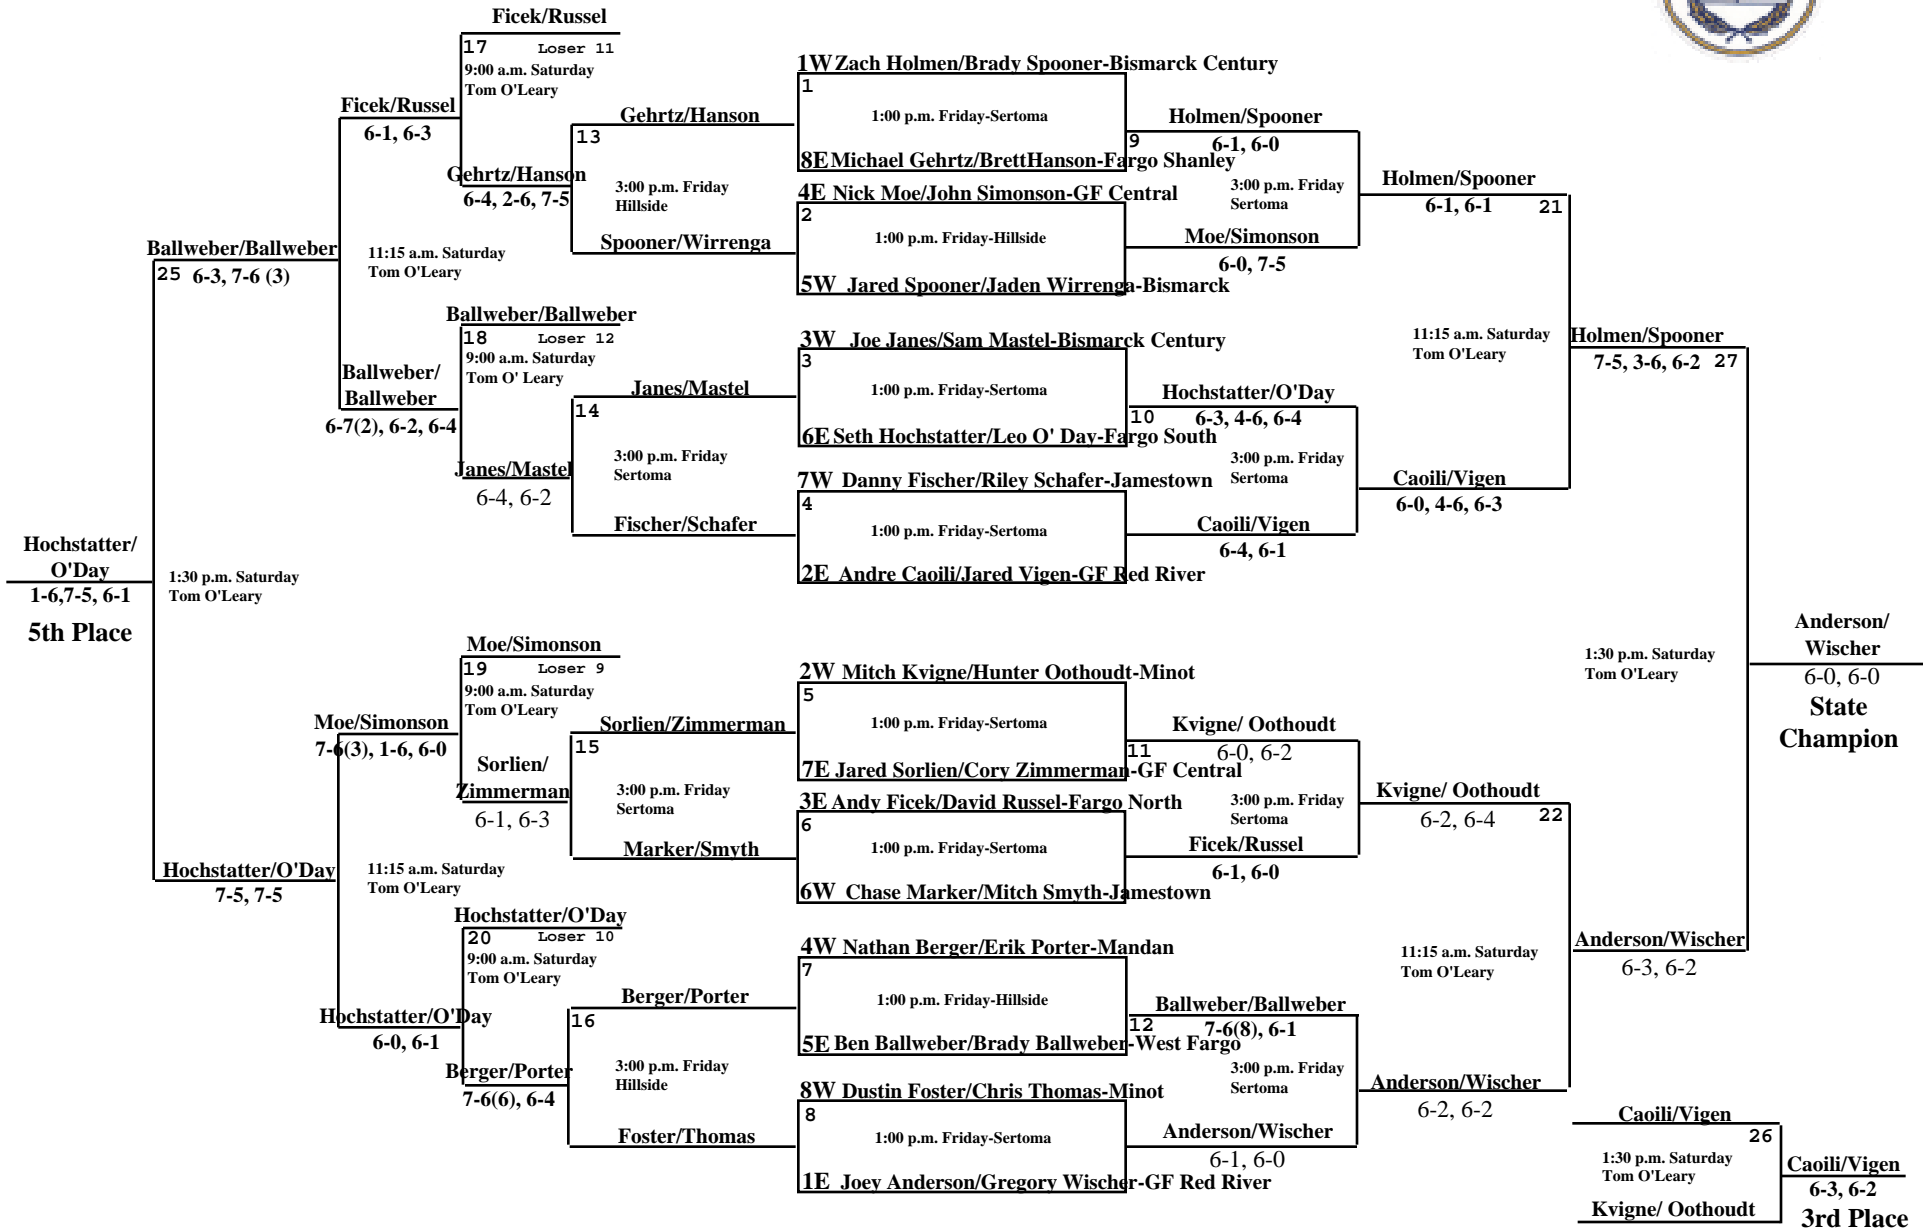 Ficek/Russel
17 Loser 11
9:00 a.m. Saturday
Tom O'Leary
Ficek/Russel
6-1, 6-3
Gehrtz/Hanson
13
Gehrtz/Hanson
6-4, 2-6, 7-5
3:00 p.m. Friday
Hillside
Spooner/Wirrenga
Ballweber/Ballweber
25 6-3, 7-6 (3)
11:15 a.m. Saturday
Tom O'Leary
Ballweber/Ballweber
18 Loser 12
9:00 a.m. Saturday
Tom O' Leary
Ballweber/
Ballweber
6-7(2), 6-2, 6-4
Janes/Mastel
14
Janes/Mastel
6-4, 6-2
3:00 p.m. Friday
Sertoma
Fischer/Schafer
Hochstatter/
O'Day
1-6,7-5, 6-1
5th Place
1:30 p.m. Saturday
Tom O'Leary
Moe/Simonson
19 Loser 9
9:00 a.m. Saturday
Tom O'Leary
Moe/Simonson
7-6(3), 1-6, 6-0
Sorlien/Zimmerman
15
Sorlien/
Zimmerman
6-1, 6-3
3:00 p.m. Friday
Sertoma
Marker/Smyth
Hochstatter/O'Day
7-5, 7-5
11:15 a.m. Saturday
Tom O'Leary
Hochstatter/O'Day
20 Loser 10
9:00 a.m. Saturday
Tom O'Leary
Hochstatter/O'Day
6-0, 6-1
Berger/Porter
16
Berger/Porter
7-6(6), 6-4
3:00 p.m. Friday
Hillside
Foster/Thomas
1W Zach Holmen/Brady Spooner-Bismarck Century
1
1:00 p.m. Friday-Sertoma
8E Michael Gehrtz/BrettHanson-Fargo Shanley
4E Nick Moe/John Simonson-GF Central
2
1:00 p.m. Friday-Hillside
5W Jared Spooner/Jaden Wirrenga-Bismarck
3W Joe Janes/Sam Mastel-Bismarck Century
3
1:00 p.m. Friday-Sertoma
6E Seth Hochstatter/Leo O' Day-Fargo South
7W Danny Fischer/Riley Schafer-Jamestown
4
1:00 p.m. Friday-Sertoma
2E Andre Caoili/Jared Vigen-GF Red River
2W Mitch Kvigne/Hunter Oothoudt-Minot
5
1:00 p.m. Friday-Sertoma
7E Jared Sorlien/Cory Zimmerman-GF Central
3E Andy Ficek/David Russel-Fargo North
6
1:00 p.m. Friday-Sertoma
6W Chase Marker/Mitch Smyth-Jamestown
4W Nathan Berger/Erik Porter-Mandan
7
1:00 p.m. Friday-Hillside
5E Ben Ballweber/Brady Ballweber-West Fargo
8W Dustin Foster/Chris Thomas-Minot
8
1:00 p.m. Friday-Sertoma
1E Joey Anderson/Gregory Wischer-GF Red River
Holmen/Spooner
9 6-1, 6-0
3:00 p.m. Friday
Sertoma
Moe/Simonson
6-0, 7-5
Hochstatter/O'Day
10 6-3, 4-6, 6-4
3:00 p.m. Friday
Sertoma
Caoili/Vigen
6-4, 6-1
Kvigne/ Oothoudt
11 6-0, 6-2
3:00 p.m. Friday
Sertoma
Ficek/Russel
6-1, 6-0
Ballweber/Ballweber
12 7-6(8), 6-1
3:00 p.m. Friday
Sertoma
Anderson/Wischer
6-1, 6-0
Holmen/Spooner
6-1, 6-1 21
11:15 a.m. Saturday
Tom O'Leary
Caoili/Vigen
6-0, 4-6, 6-3
Kvigne/ Oothoudt
6-2, 6-4 22
11:15 a.m. Saturday
Tom O'Leary
Anderson/Wischer
6-2, 6-2
Holmen/Spooner
7-5, 3-6, 6-2 27
1:30 p.m. Saturday
Tom O'Leary
Anderson/Wischer
6-3, 6-2
Anderson/
Wischer
6-0, 6-0
State
Champion
Caoili/Vigen
26
1:30 p.m. Saturday
Tom O'Leary
Kvigne/ Oothoudt
Caoili/Vigen
6-3, 6-2
3rd Place